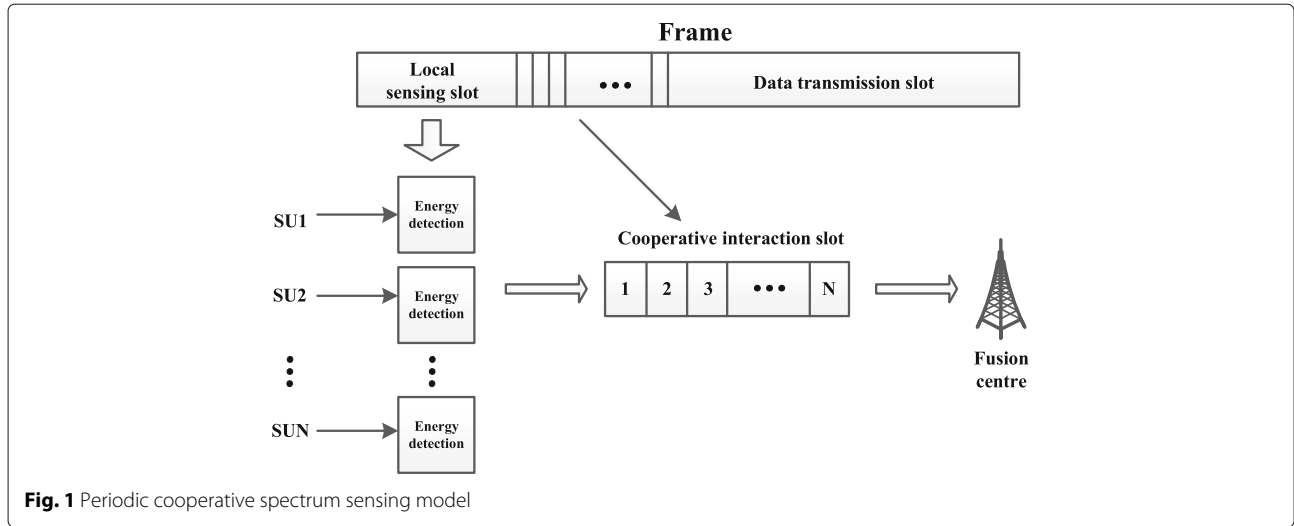 Frame
Local
sensing slot
•••
Data transmission slot
SU1
Energy
detection
Cooperative interaction slot
SU2
Energy
detection
1
2
3
•••
N
Fusion
centre
SUN
Energy
detection
Fig. 1 Periodic cooperative spectrum sensing model